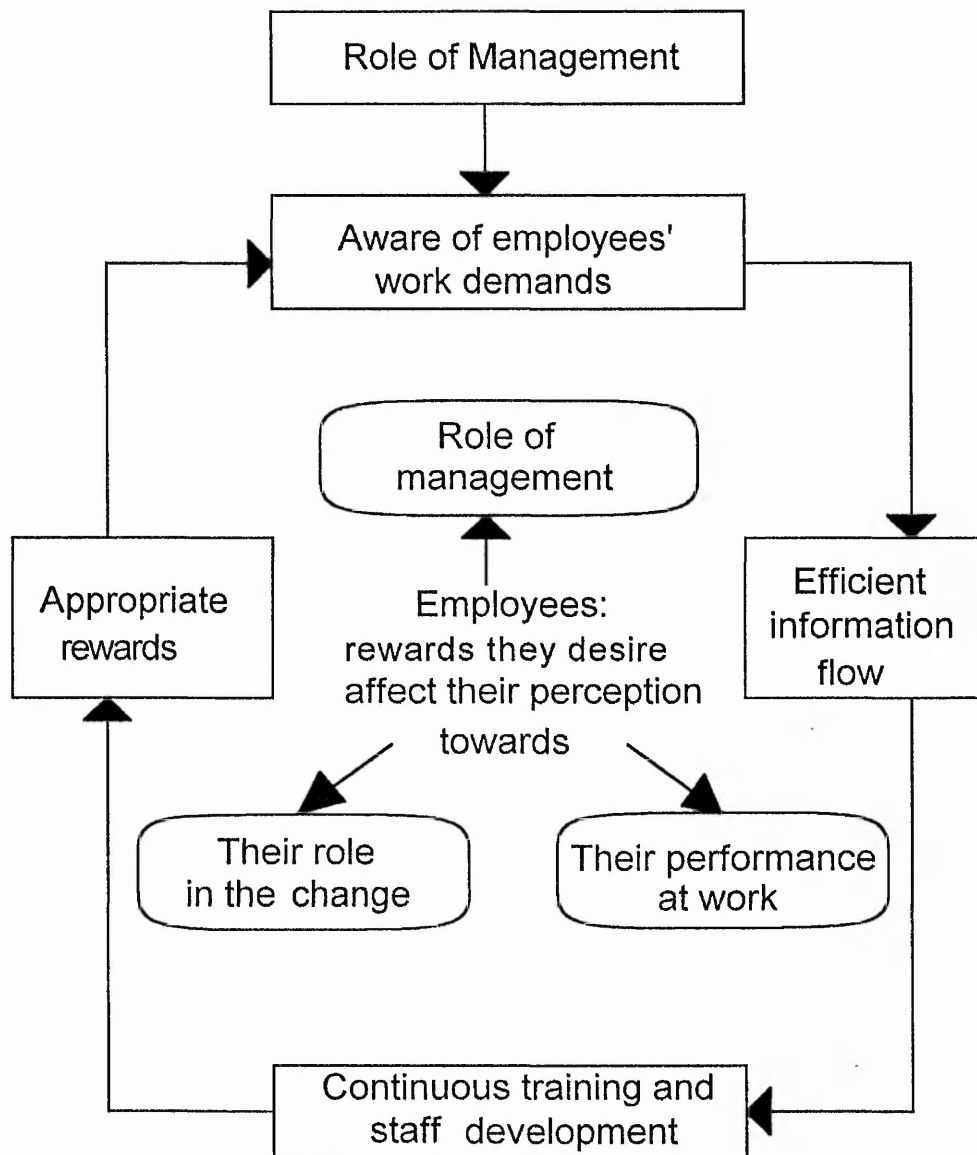 Role of Management
Aware of employees'
work demands
Role of
management
Appropriate
rewards
Employees:
rewards they desire
affect their perception
towards
Efficient
information
flow
Their role
in the change
Their performance
at work
Continuous training and
staff development